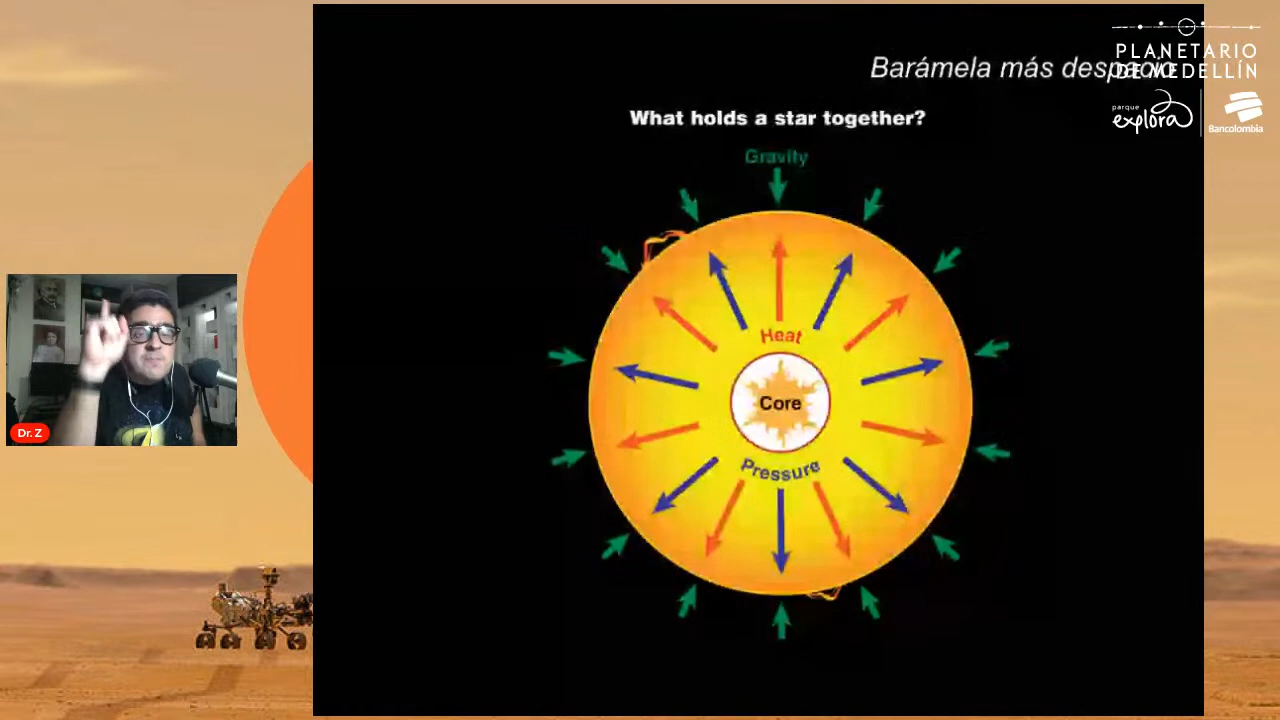 Barámela más despacio
PLANETARIO
DE MEDELLÍN
parque
explora
Bancolombia
What holds a star together?
Gravity
Heat
Core
Pressure
Dr. Z